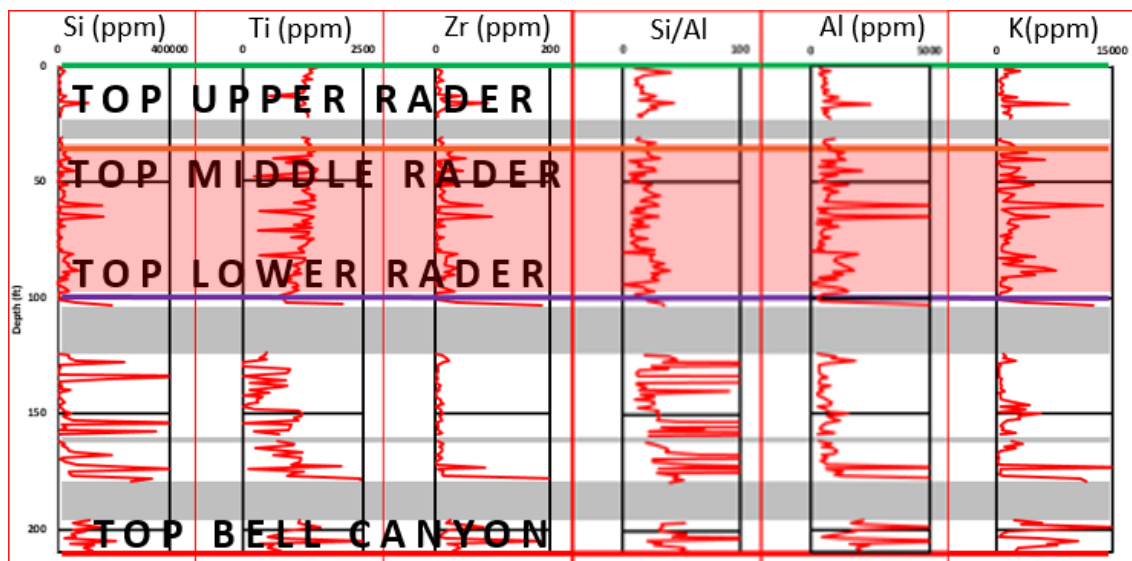 Si (ppm) Ti (ppm) Zr (ppm) Si/Al Al (ppm) K(ppm)
0 400000 0 2500 0 200 0 300 0 5000 0 15000
0
TOP UPPER RADER
TOP MIDDLE RADER
50
TOP LOWER RADER
100
Depth (ft)
150
200
TOP BELL CANYON